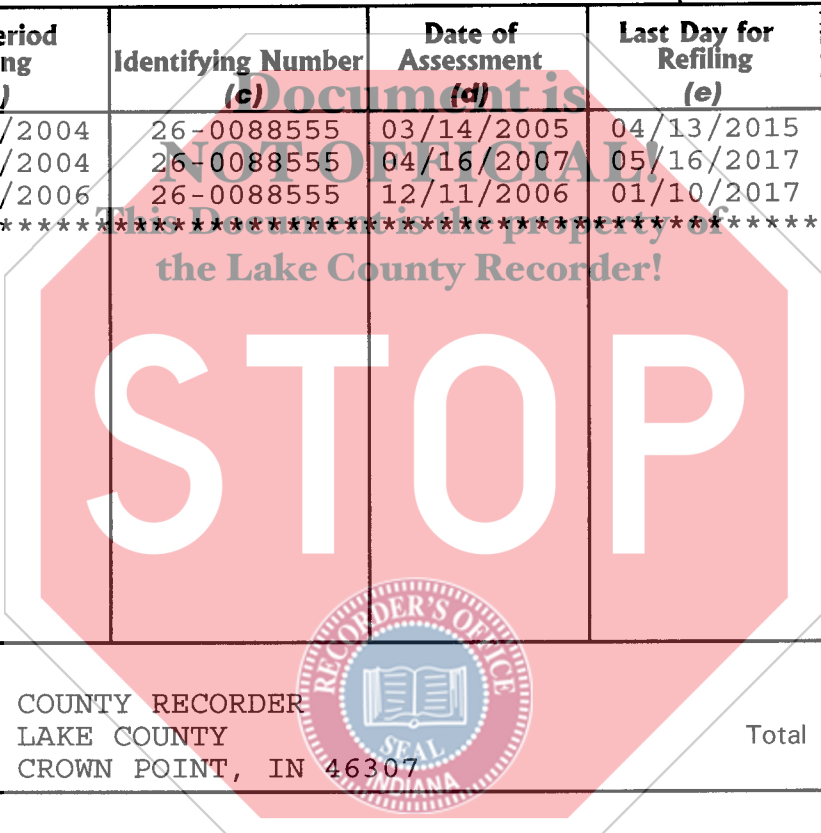 eriod ng ) Identifying Number (c) Date of Assessment (d) Last Day for Refiling (e)
/2004 26-0088555 03/14/2005 04/13/2015
/2004 26-0088555 04/16/2007 05/16/2017
/2006 26-0088555 12/11/2006 01/10/2017
Document is
NOT OFFICIAL!
This Document is the property of
the Lake County Recorder!
STOP
RECORDER'S OFFICE
SEAL
INDIANA
COUNTY RECORDER
LAKE COUNTY Total
CROWN POINT, IN 46307